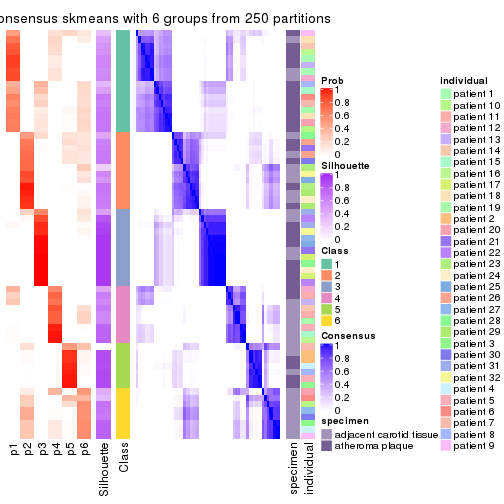 onsensus skmeans with 6 groups from 250 partitions
p1
p2
p3
p4
p5
p6
Silhouette
Class
specimen
individual
Prob
1
0.8
0.6
0.4
0.2
0
Silhouette
1
0.8
0.6
0.4
0.2
0
Class
1
2
3
4
5
6
Consensus
1
0.8
0.6
0.4
0.2
0
specimen
adjacent carotid tissue
atheroma plaque
individual
patient 1
patient 10
patient 11
patient 12
patient 13
patient 14
patient 15
patient 16
patient 17
patient 18
patient 19
patient 2
patient 20
patient 21
patient 22
patient 23
patient 24
patient 25
patient 26
patient 27
patient 28
patient 29
patient 3
patient 30
patient 31
patient 32
patient 4
patient 5
patient 6
patient 7
patient 8
patient 9